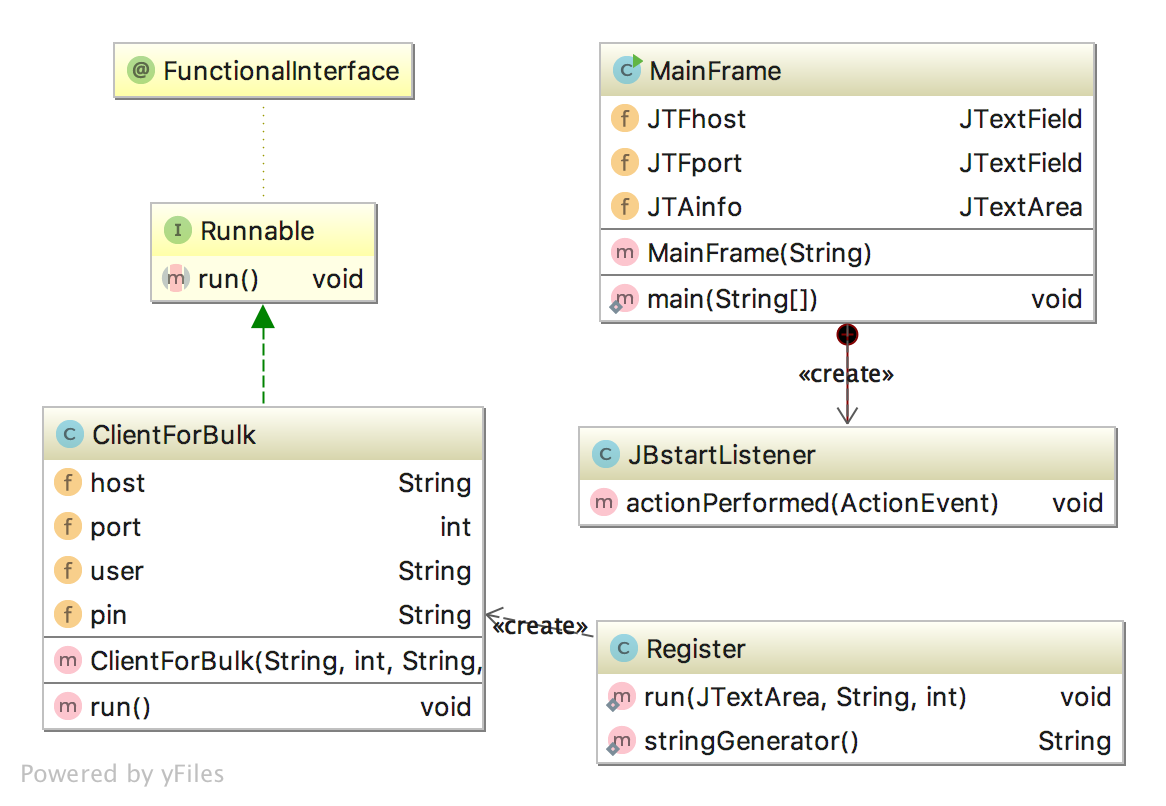 @ FunctionalInterface
I Runnable
m run() void
C ClientForBulk
f host String
f port int
f user String
f pin String
m ClientForBulk(String, int, String,
m run() void
C MainFrame
f JTFhost JTextField
f JTFport JTextField
f JTAinfo JTextArea
m MainFrame(String)
m main(String[]) void
«create»
C JBstartListener
m actionPerformed(ActionEvent) void
«create»
C Register
m run(JTextArea, String, int) void
m stringGenerator() String
Powered by yFiles